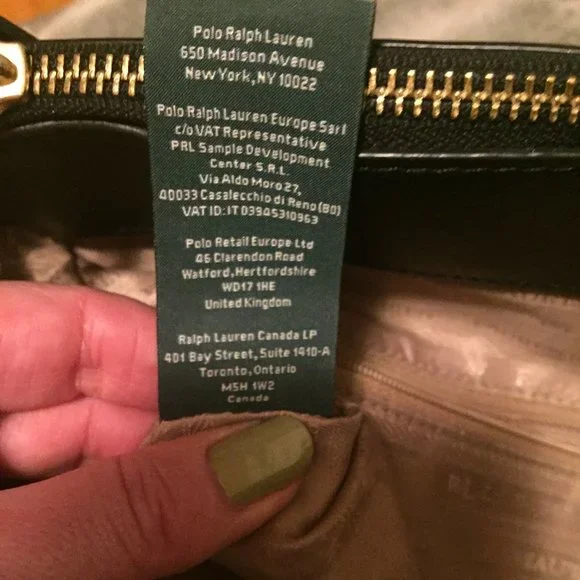 Polo Ralph Lauren
650 Madison Avenue
New York, NY 10022
Polo Ralph Lauren Europe Sarl
c/o VAT Representative
PRL Sample Development
Center S.R.L.
Via Aldo Moro 27,
40033 Casalecchio di Reno (BO)
VAT ID: IT 03945310963
Polo Retail Europe Ltd
46 Clarendon Road
Watford, Hertfordshire
WD17 1HE
United Kingdom
Ralph Lauren Canada LP
401 Bay Street, Suite 1410-A
Toronto, Ontario
M5H 1W2
Canada